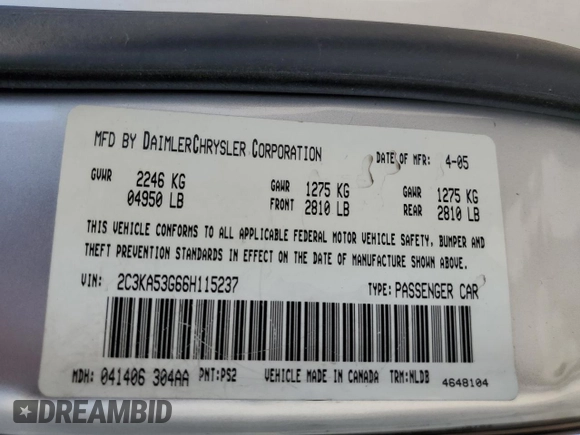 MFD BY DAIMLERCHRYSLER CORPORATION
DATE OF MFR: 4-05
GVWR 2246 KG
04950 LB
GAWR 1275 KG
FRONT 2810 LB
GAWR 1275 KG
REAR 2810 LB
THIS VEHICLE CONFORMS TO ALL APPLICABLE FEDERAL MOTOR VEHICLE SAFETY, BUMPER AND
THEFT PREVENTION STANDARDS IN EFFECT ON THE DATE OF MANUFACTURE SHOWN ABOVE.
VIN: 2C3KA53G66H115237 TYPE: PASSENGER CAR
MDH: 041406 304AA PNT: PS2 VEHICLE MADE IN CANADA TRM: NLDB 4648104
DREAMBID